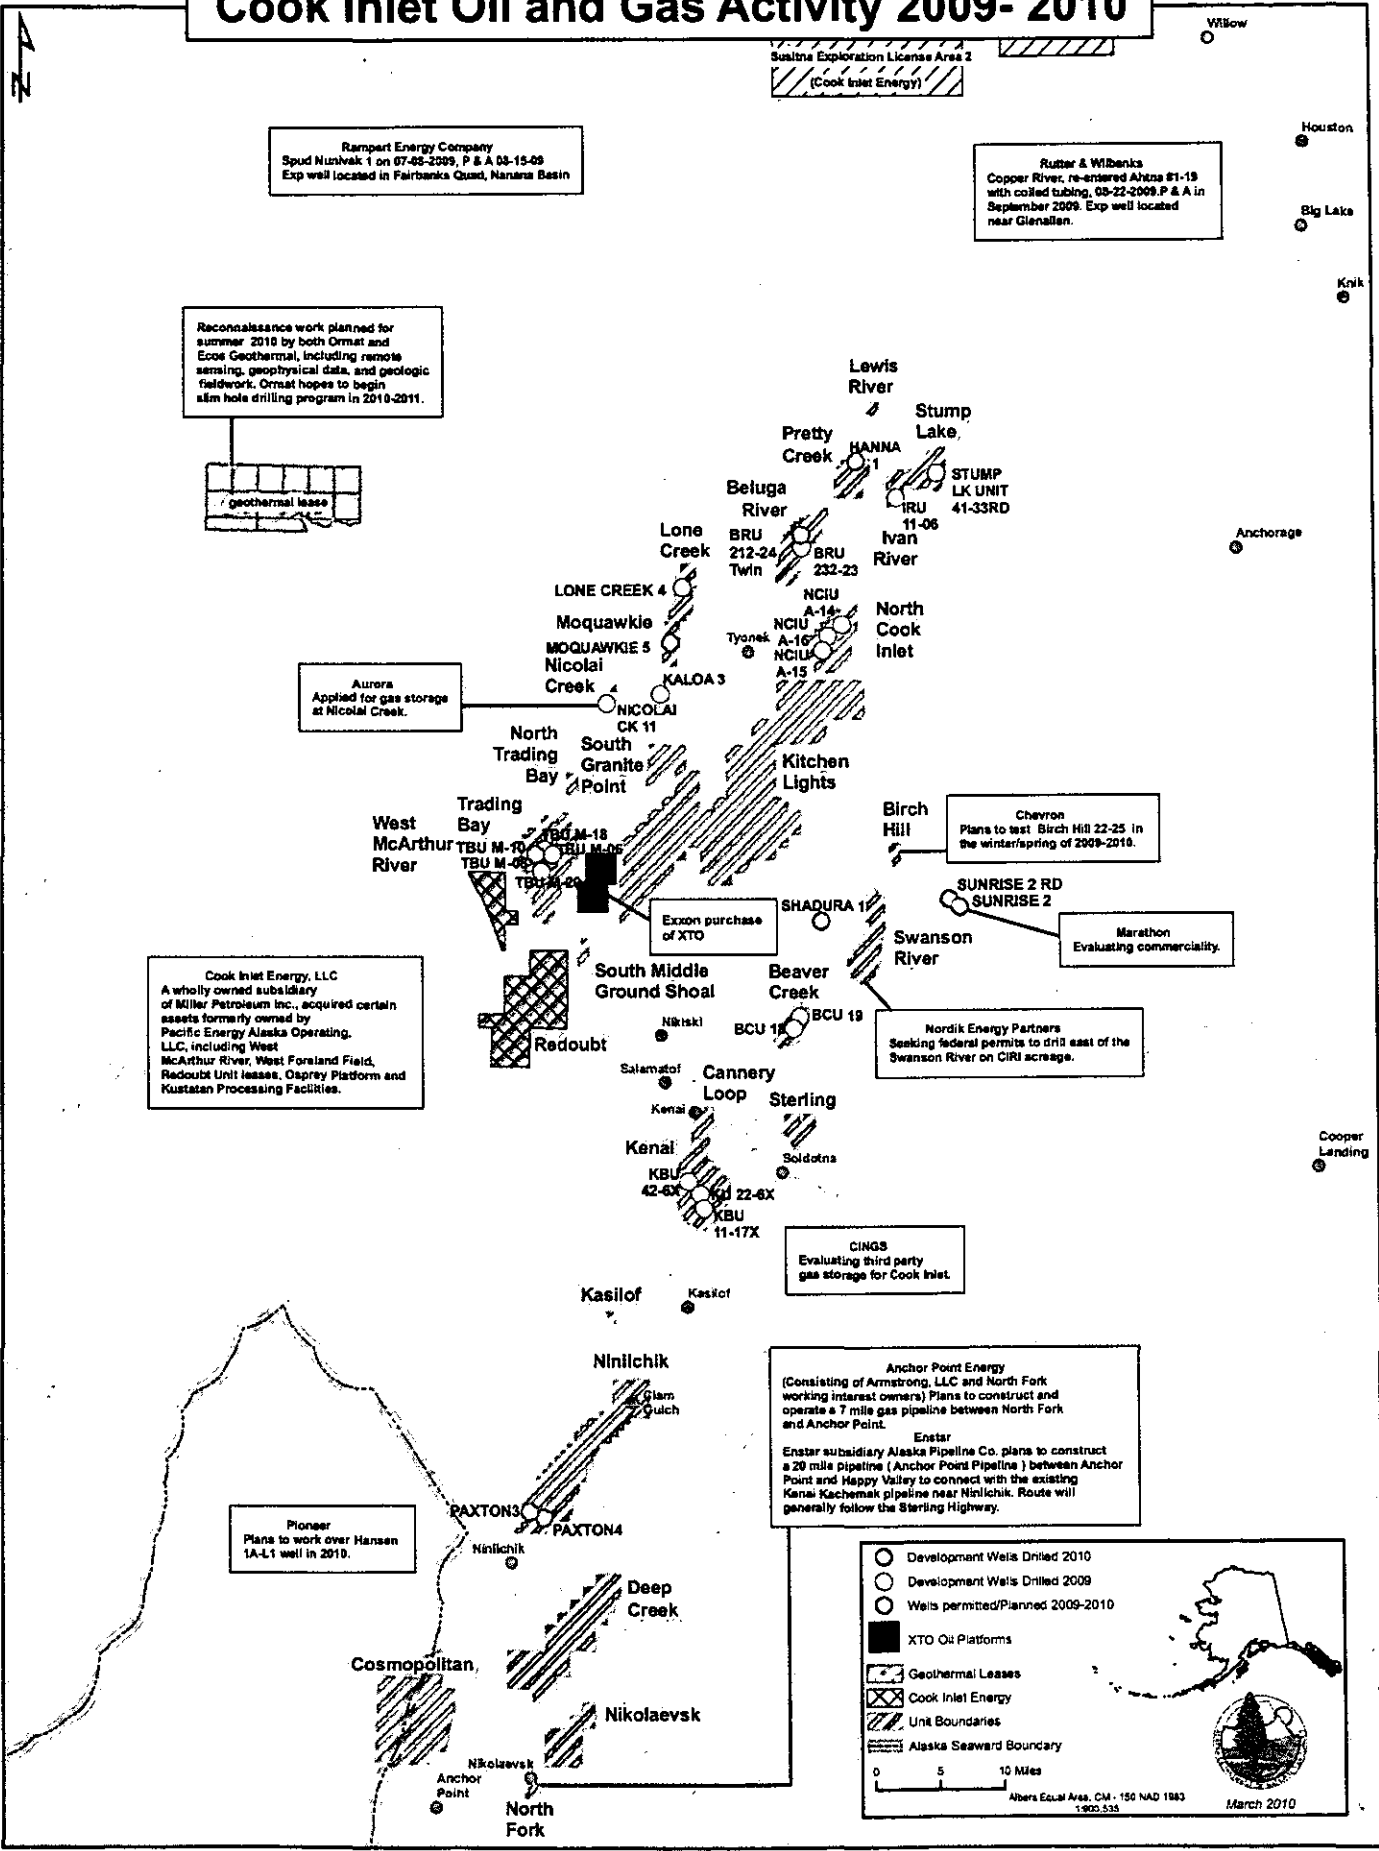 Cook Inlet Oil and Gas Activity 2009- 2010
N
Willow
Susitna Exploration License Area 2
(Cook Inlet Energy)
Houston
Rampart Energy Company
Spud Nunivak 1 on 07-08-2009, P & A 08-15-09
Exp well located in Fairbanks Quad, Nanana Basin
Rutter & Wilbanks
Copper River, re-entered Ahtna #1-19
with coiled tubing, 08-22-2009.P & A in
September 2009. Exp well located
near Glenallen.
Big Lake
Knik
Reconnaissance work planned for
summer 2010 by both Ormat and
Ecos Geothermal, including remote
sensing, geophysical data, and geologic
fieldwork. Ormat hopes to begin
slim hole drilling program in 2010-2011.
geothermal lease
Lewis
River
Stump
Lake
Pretty
Creek
HANNA
1
STUMP
LK UNIT
41-33RD
IRU
11-06
Ivan
River
Beluga
River
BRU
212-24
Twin
BRU
232-23
Anchorage
Lone
Creek
LONE CREEK 4
Moquawkie
MOQUAWKIE 5
Tyonek
NCIU
A-14
NCIU
A-16
NCIU
A-15
North
Cook
Inlet
Nicolai
Creek
KALOA 3
NICOLAI
CK 11
Aurora
Applied for gas storage
at Nicolai Creek.
North
Trading
Bay
South
Granite
Point
Kitchen
Lights
Trading
Bay
West
McArthur
River
TBU M-18
TBU M-10
TBU M-06
TBU M-20
Birch
Hill
Chevron
Plans to test Birch Hill 22-25 in
the winter/spring of 2009-2010.
SUNRISE 2 RD
SUNRISE 2
SHADURA 1
Exxon purchase
of XTO
Marathon
Evaluating commerciality.
Swanson
River
South Middle
Ground Shoal
Beaver
Creek
BCU 19
BCU 18
Nordik Energy Partners
Seeking federal permits to drill east of the
Swanson River on CIRI acreage.
Cook Inlet Energy, LLC
A wholly owned subsidiary
of Miller Petroleum Inc., acquired certain
assets formerly owned by
Pacific Energy Alaska Operating,
LLC, including West
McArthur River, West Foreland Field,
Redoubt Unit leases, Osprey Platform and
Kustatan Processing Facilities.
Redoubt
Nikiski
Salamatof
Cannery
Loop
Kenai
Sterling
Kenai
Soldotna
KBU
42-6X
KU 22-6X
KBU
11-17X
Cooper
Landing
CINGS
Evaluating third party
gas storage for Cook Inlet.
Kasilof
Kasilof
Ninilchik
Clam
Gulch
Anchor Point Energy
(Consisting of Armstrong, LLC and North Fork
working interest owners) Plans to construct and
operate a 7 mile gas pipeline between North Fork
and Anchor Point.
Enstar
Enstar subsidiary Alaska Pipeline Co. plans to construct
a 20 mile pipeline ( Anchor Point Pipeline ) between Anchor
Point and Happy Valley to connect with the existing
Kenai Kachemak pipeline near Ninilchik. Route will
generally follow the Sterling Highway.
PAXTON3
PAXTON4
Pioneer
Plans to work over Hansen
1A-L1 well in 2010.
Ninilchik
Deep
Creek
Cosmopolitan
Nikolaevsk
Nikolaevsk
Anchor
Point
North
Fork
Development Wells Drilled 2010
Development Wells Drilled 2009
Wells permitted/Planned 2009-2010
XTO Oil Platforms
Geothermal Leases
Cook Inlet Energy
Unit Boundaries
Alaska Seaward Boundary
0 5 10 Miles
Albers Equal Area, CM - 150 NAD 1983
1:900,535
March 2010